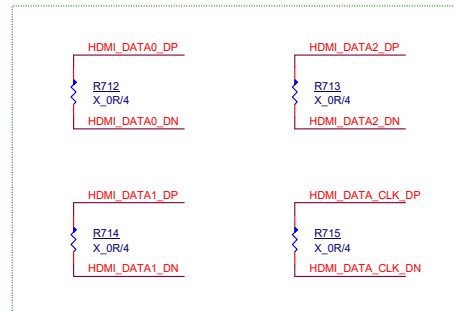 HDMI_DATA0_DP
R712
X_0R/4
HDMI_DATA0_DN
HDMI_DATA2_DP
R713
X_0R/4
HDMI_DATA2_DN
HDMI_DATA1_DP
R714
X_0R/4
HDMI_DATA1_DN
HDMI_DATA_CLK_DP
R715
X_0R/4
HDMI_DATA_CLK_DN